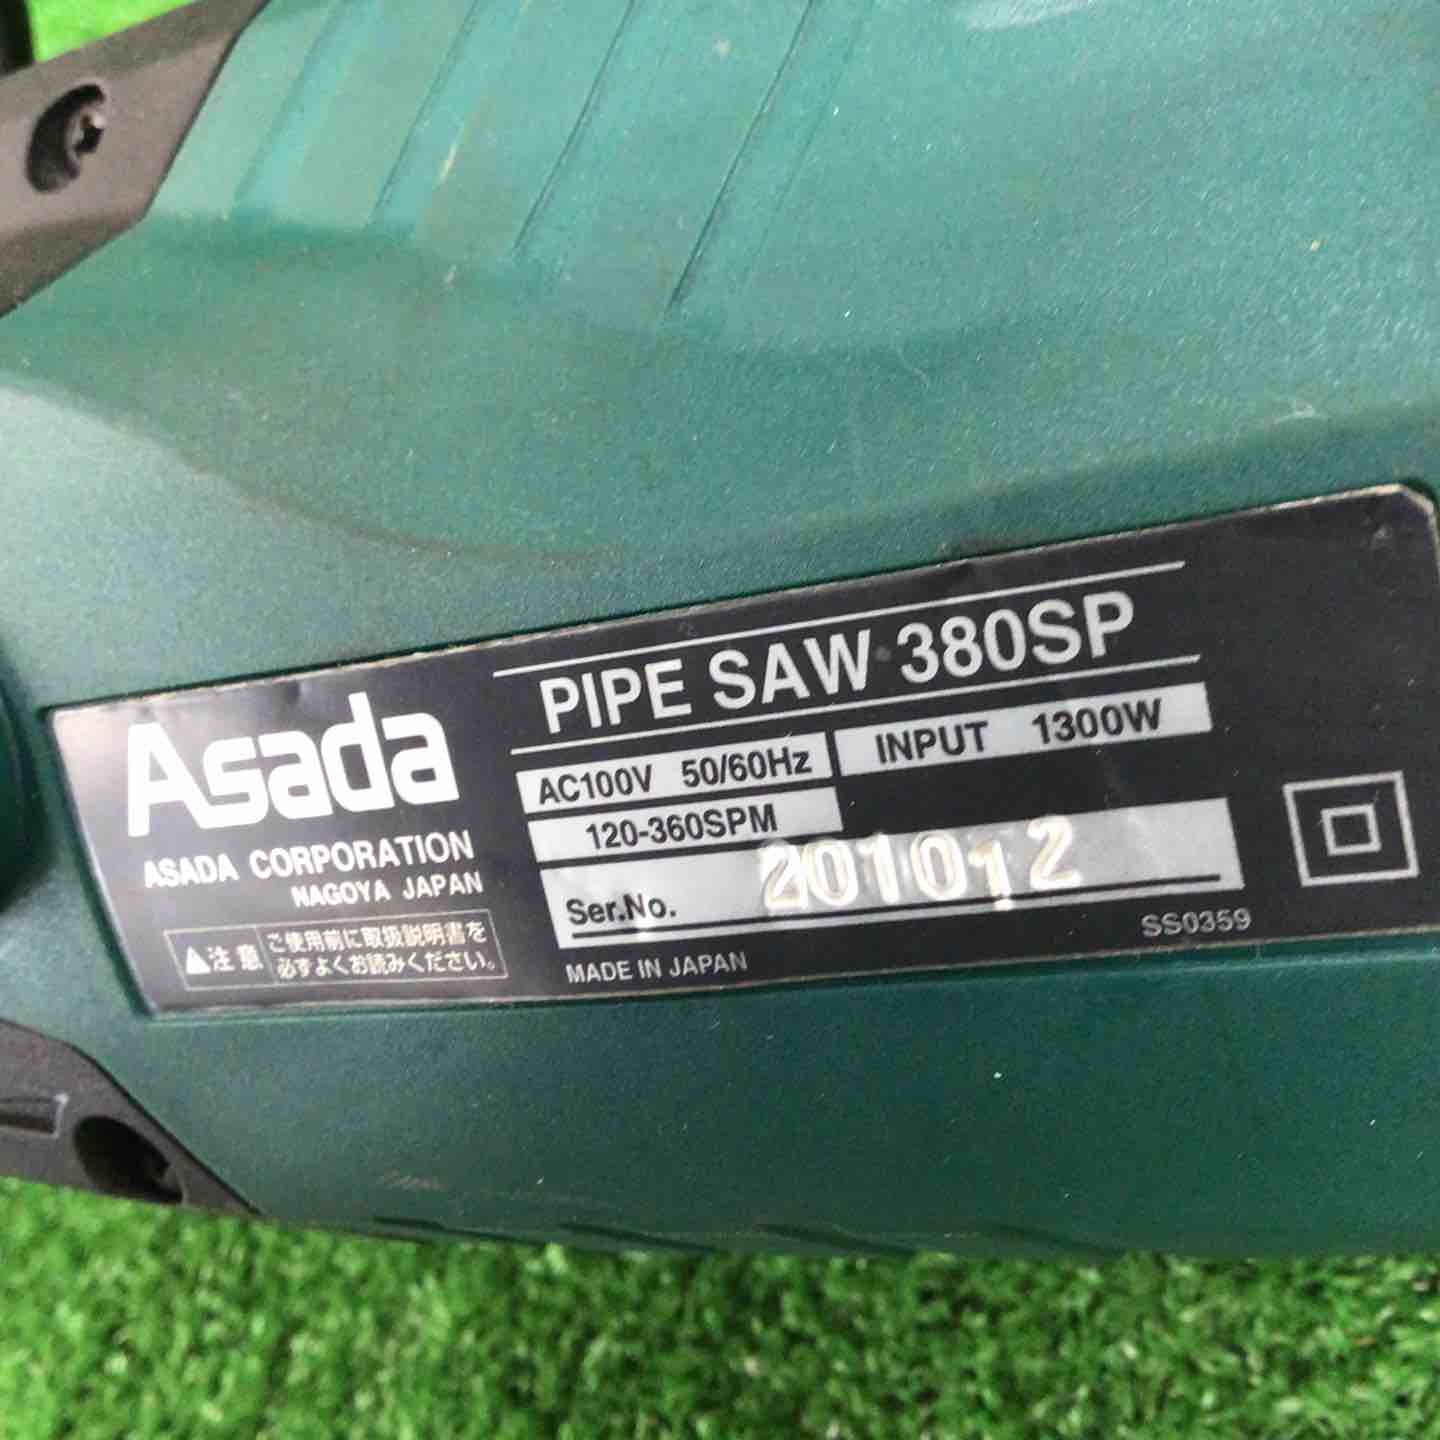 Asada
ASADA CORPORATION
NAGOYA JAPAN
▲注意 ご使用前に取扱説明書を
必ずよくお読みください。
PIPE SAW 380SP
AC100V 50/60Hz INPUT 1300W
120-360SPM
Ser.No. 201012
MADE IN JAPAN
SS0359